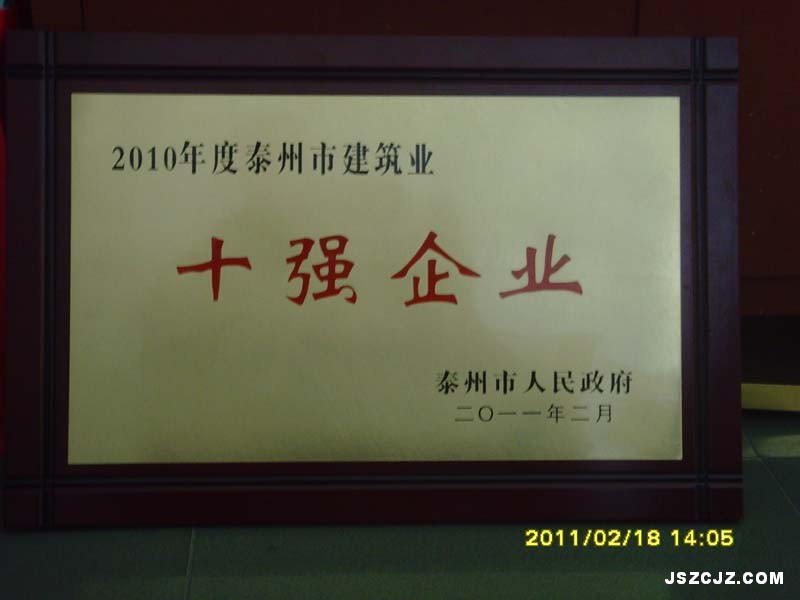 2010年度泰州市建筑业
十强企业
泰州市人民政府
二〇一一年二月
2011/02/18 14:05
JSZCJZ.COM